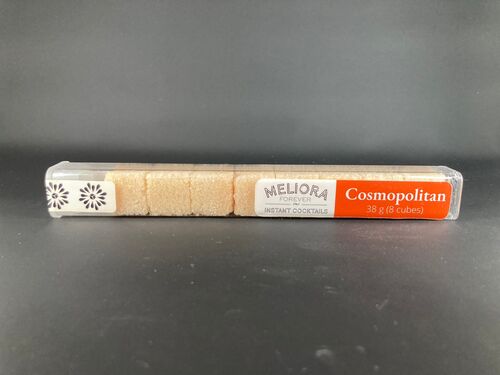 MELIORA
FOREVER
INSTANT COCKTAILS
Cosmopolitan
38 g (8 cubes)